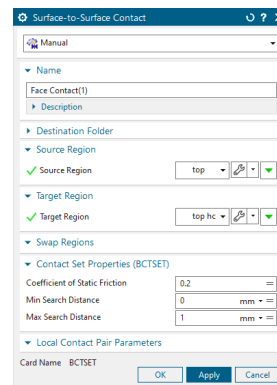 Surface-to-Surface Contact
Manual
Name
Face Contact(1)
Description
Destination Folder
Source Region
Source Region top
Target Region
Target Region top hc
Swap Regions
Contact Set Properties (BCTSET)
Coefficient of Static Friction 0.2 =
Min Search Distance 0 mm =
Max Search Distance 1 mm =
Local Contact Pair Parameters
Card Name BCTSET
OK Apply Cancel